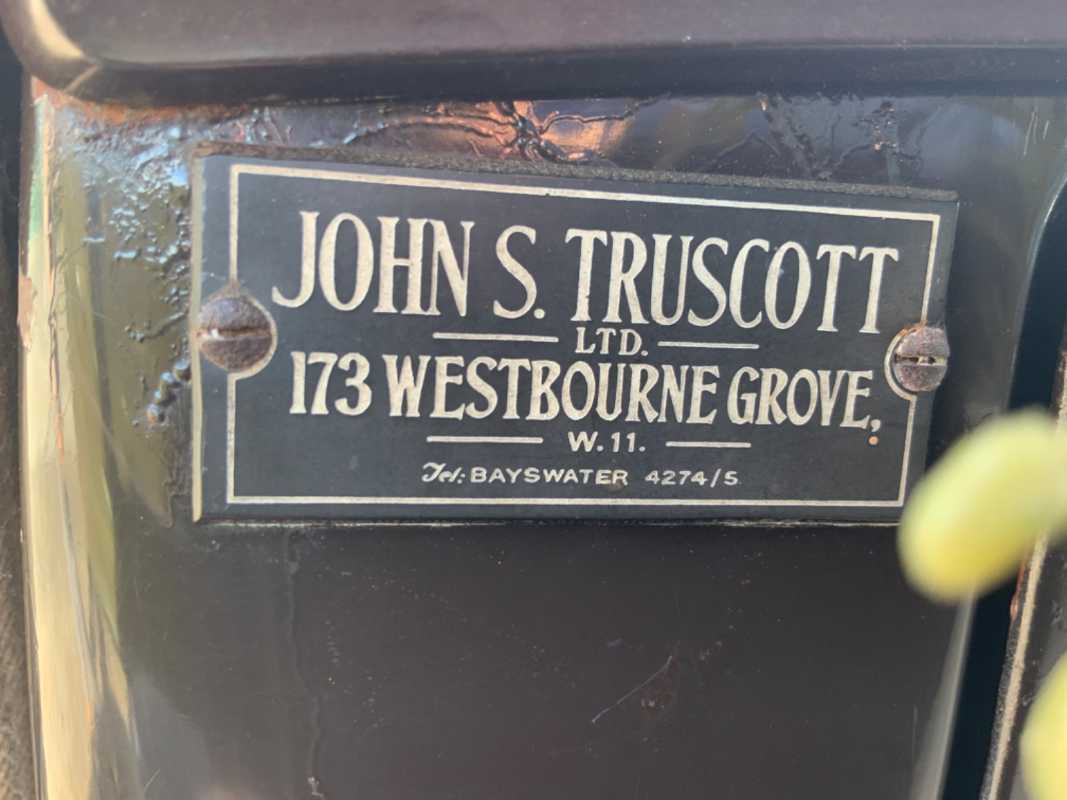 JOHN S. TRUSCOTT
LTD.
173 WESTBOURNE GROVE,
W.11.
Tel: BAYSWATER 4274/5